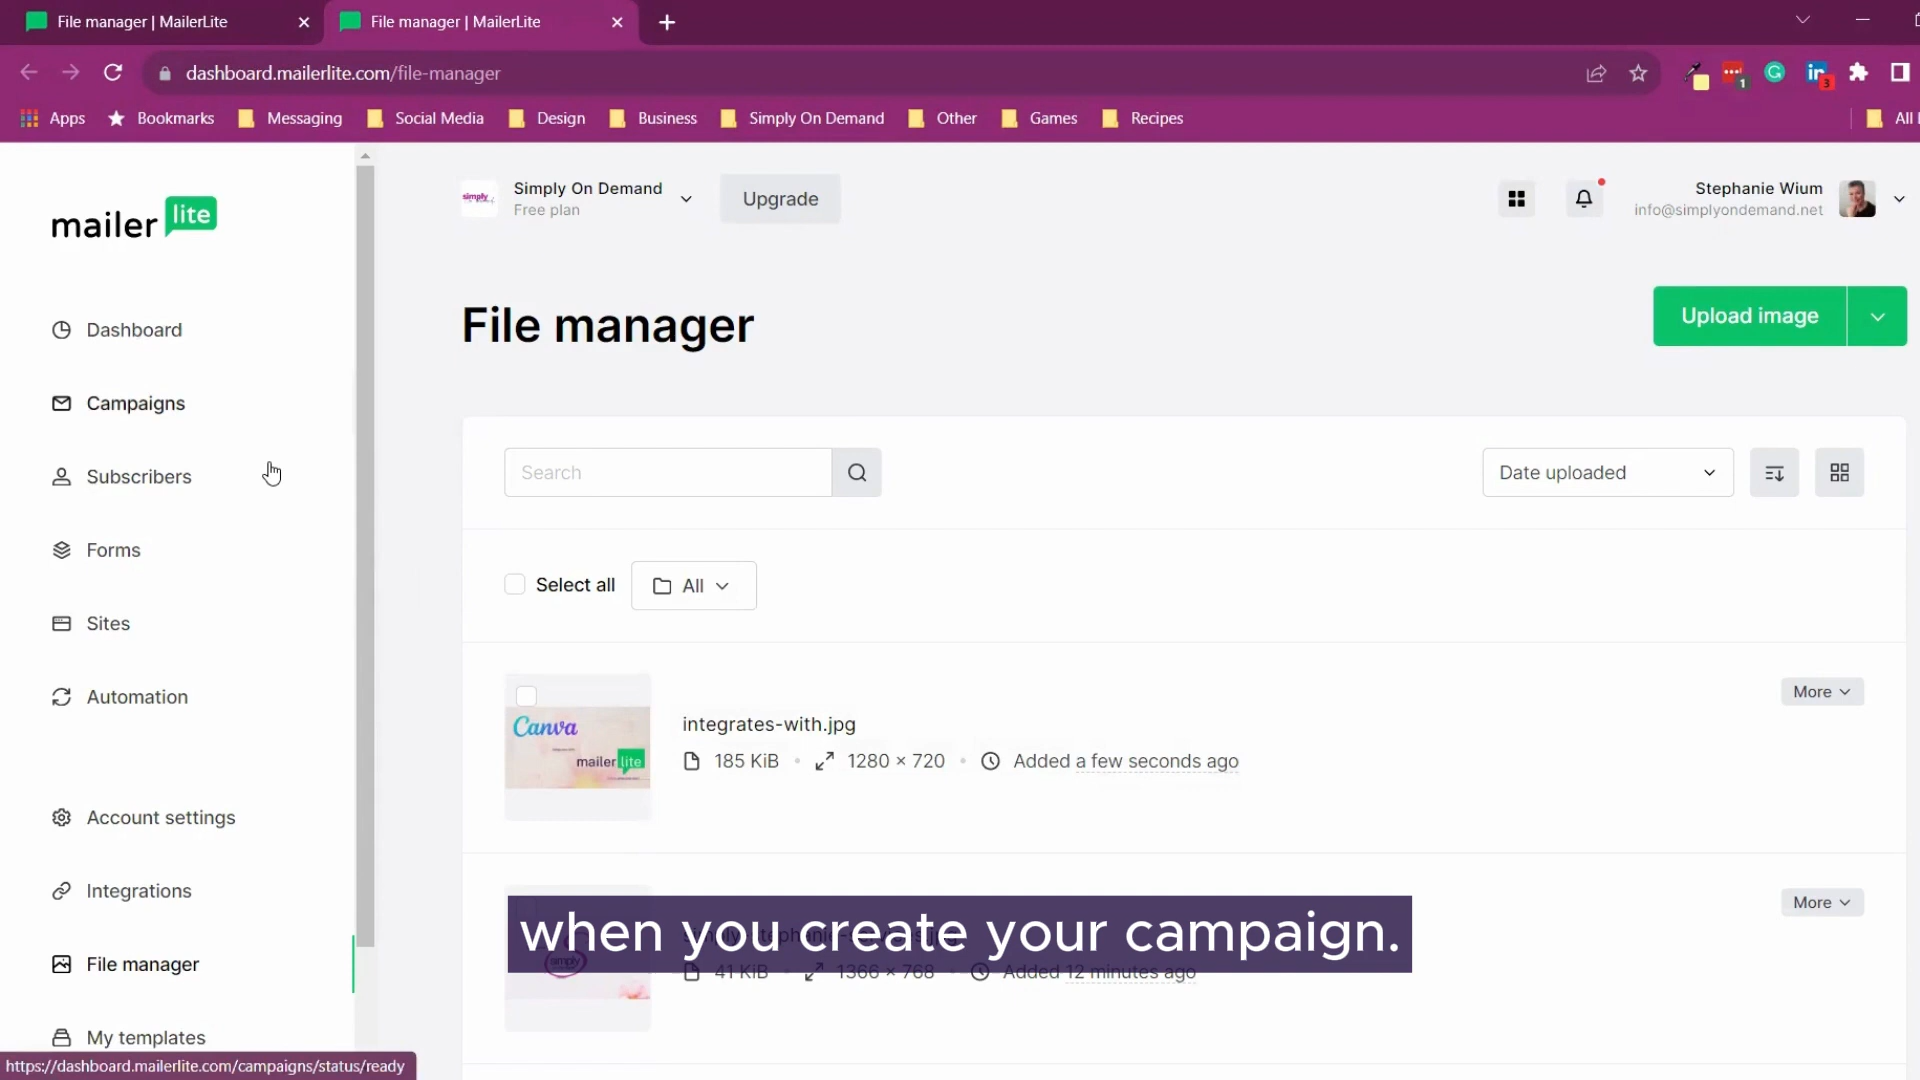 File manager | MailerLite
File manager | MailerLite
dashboard.mailerlite.com/file-manager
1
3
Apps
Bookmarks
Messaging
Social Media
Design
Business
Simply On Demand
Other
Games
Recipes
All
mailer lite
Simply On Demand
Free plan
Upgrade
Stephanie Wium
info@simplyondemand.net
Dashboard
Campaigns
Subscribers
Forms
Sites
Automation
Account settings
Integrations
File manager
My templates
File manager
Upload image
Search
Date uploaded
Select all
All
Canva
mailer lite
integrates-with.jpg
185 KiB • 1280 × 720 • Added a few seconds ago
More
More
simply
41 KiB 1366 × 768 Added 12 minutes ago
when you create your campaign.
https://dashboard.mailerlite.com/campaigns/status/ready